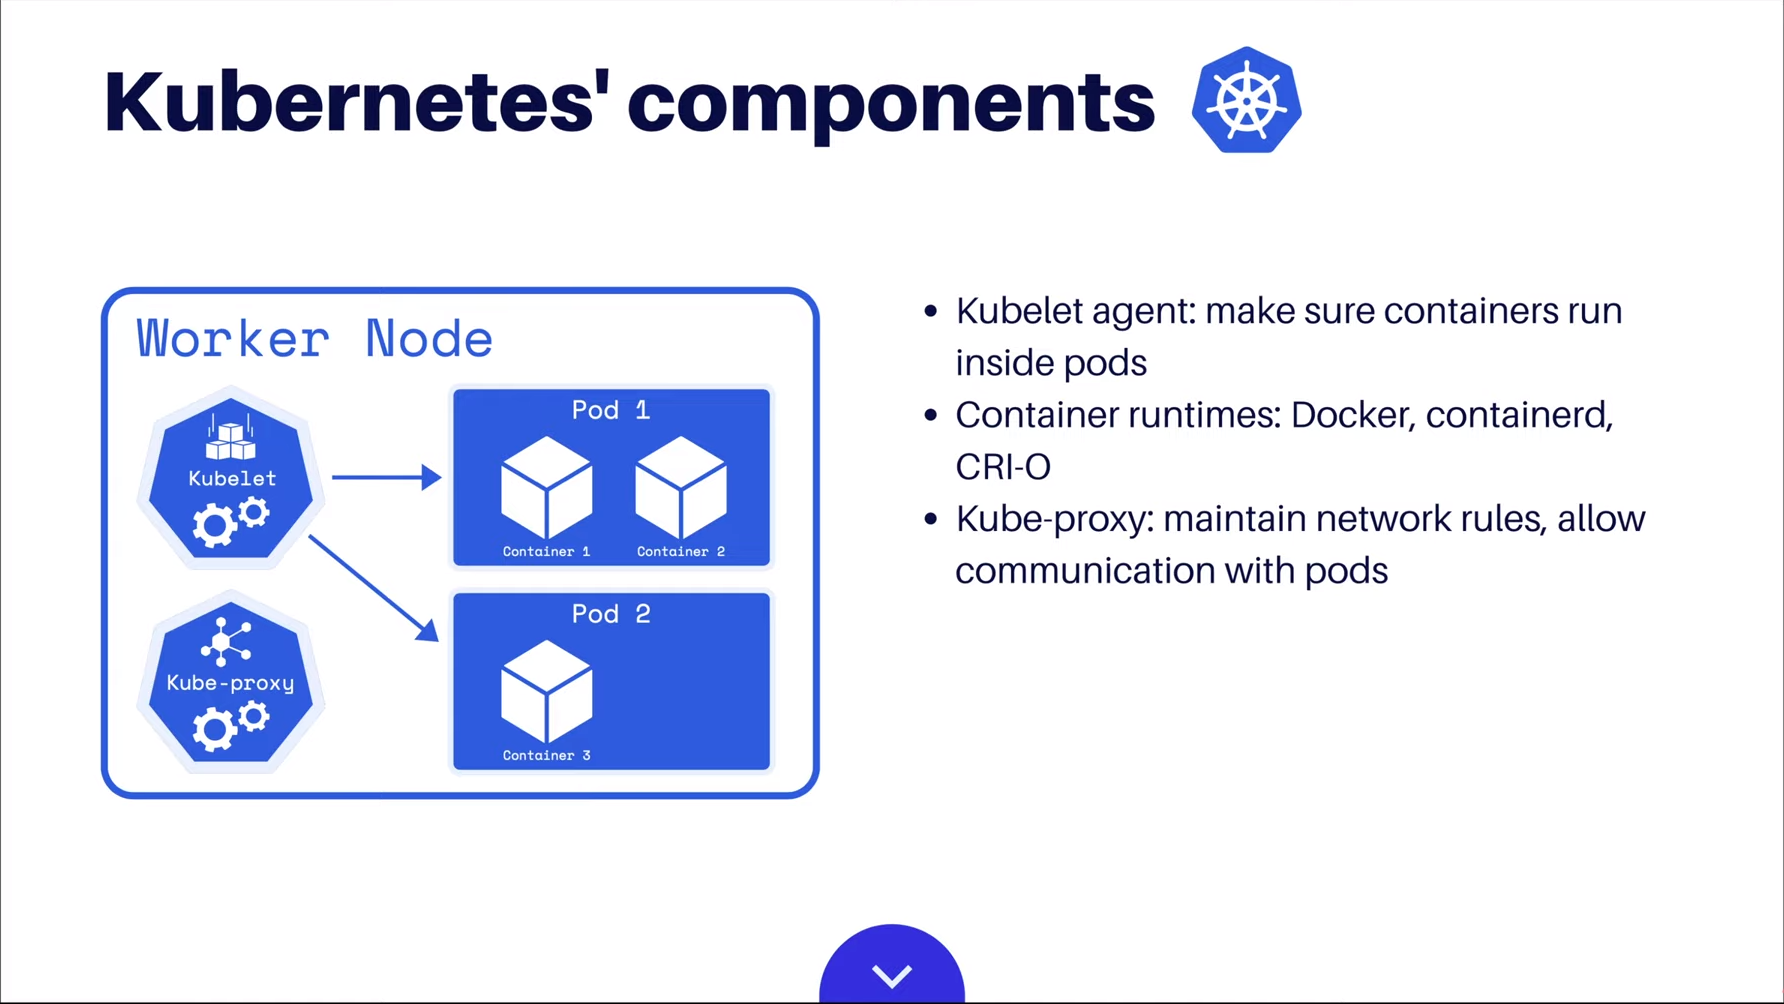 Kubernetes' components
Worker Node
Kubelet
Pod 1
Container 1
Container 2
Kube-proxy
Pod 2
Container 3
• Kubelet agent: make sure containers run
inside pods
• Container runtimes: Docker, containerd,
CRI-O
• Kube-proxy: maintain network rules, allow
communication with pods